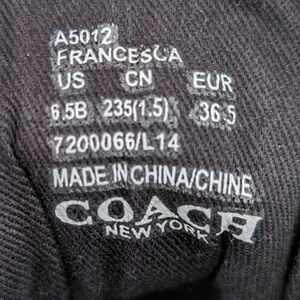 A5012
FRANCESCA
US CN EUR
6.5B 235(1.5) 36.5
7200066/L14
MADE IN CHINA/CHINE
COACH
NEW YORK